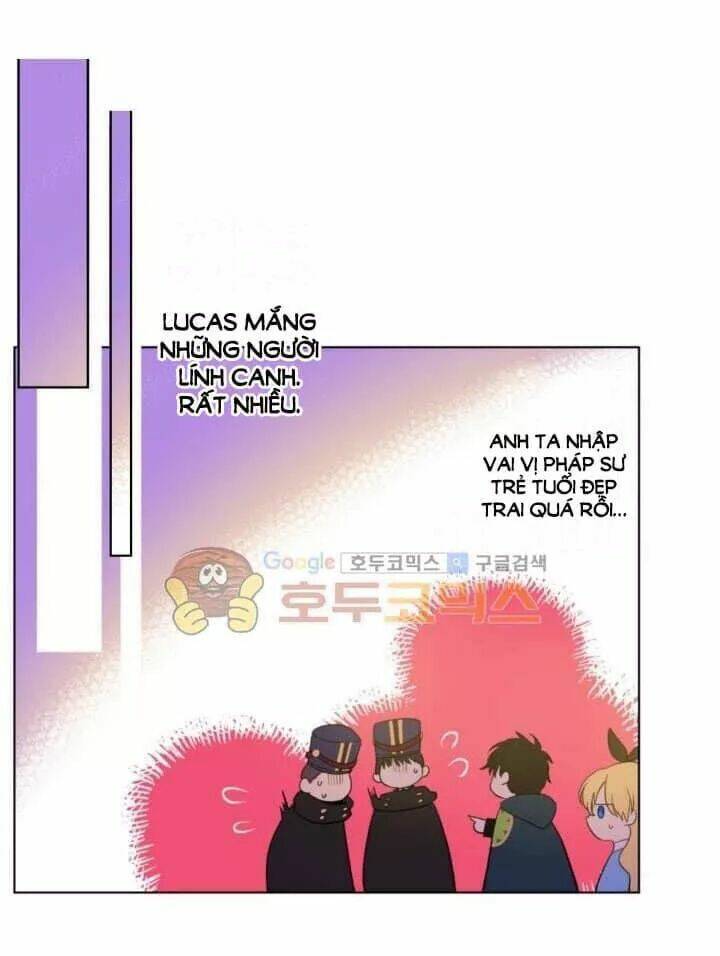 LUCAS MẮNG
NHỮNG NGƯỜI
LÍNH CANH.
RẤT NHIỀU.
ANH TA NHẬP
VAI VỊ PHÁP SƯ
TRẺ TUỔI ĐẸP
TRAI QUÁ RỒI...
Google 호두코믹스 구글검색
호두코믹스